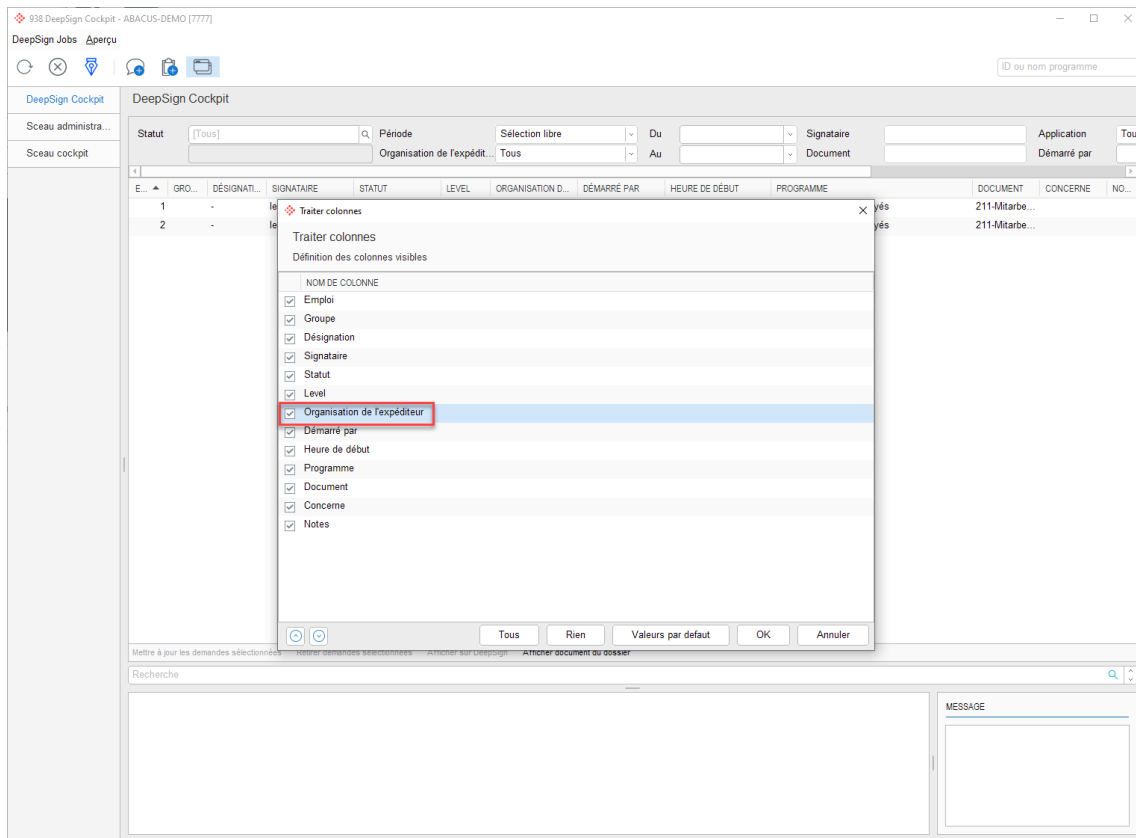 938 DeepSign Cockpit - ABACUS-DEMO [7777]
DeepSign Jobs Aperçu
ID ou nom programme
DeepSign Cockpit
Sceau administra...
Sceau cockpit
DeepSign Cockpit
Statut [Tous] Période Sélection libre Du Signataire Application Tou
Organisation de l'expédit... Tous Au Document Démarré par
E... GRO... DÉSIGNATI... SIGNATAIRE STATUT LEVEL ORGANISATION D... DÉMARRÉ PAR HEURE DE DÉBUT PROGRAMME DOCUMENT CONCERNE NO...
1 - le yés 211-Mitarbe...
2 - le yés 211-Mitarbe...
Traiter colonnes
Traiter colonnes
Définition des colonnes visibles
NOM DE COLONNE
Emploi
Groupe
Désignation
Signataire
Statut
Level
Organisation de l'expéditeur
Démarré par
Heure de début
Programme
Document
Concerne
Notes
Tous Rien Valeurs par defaut OK Annuler
Mettre à jour les demandes sélectionnées Retirer demandes sélectionnées Afficher sur DeepSign Afficher document du dossier
Recherche
MESSAGE